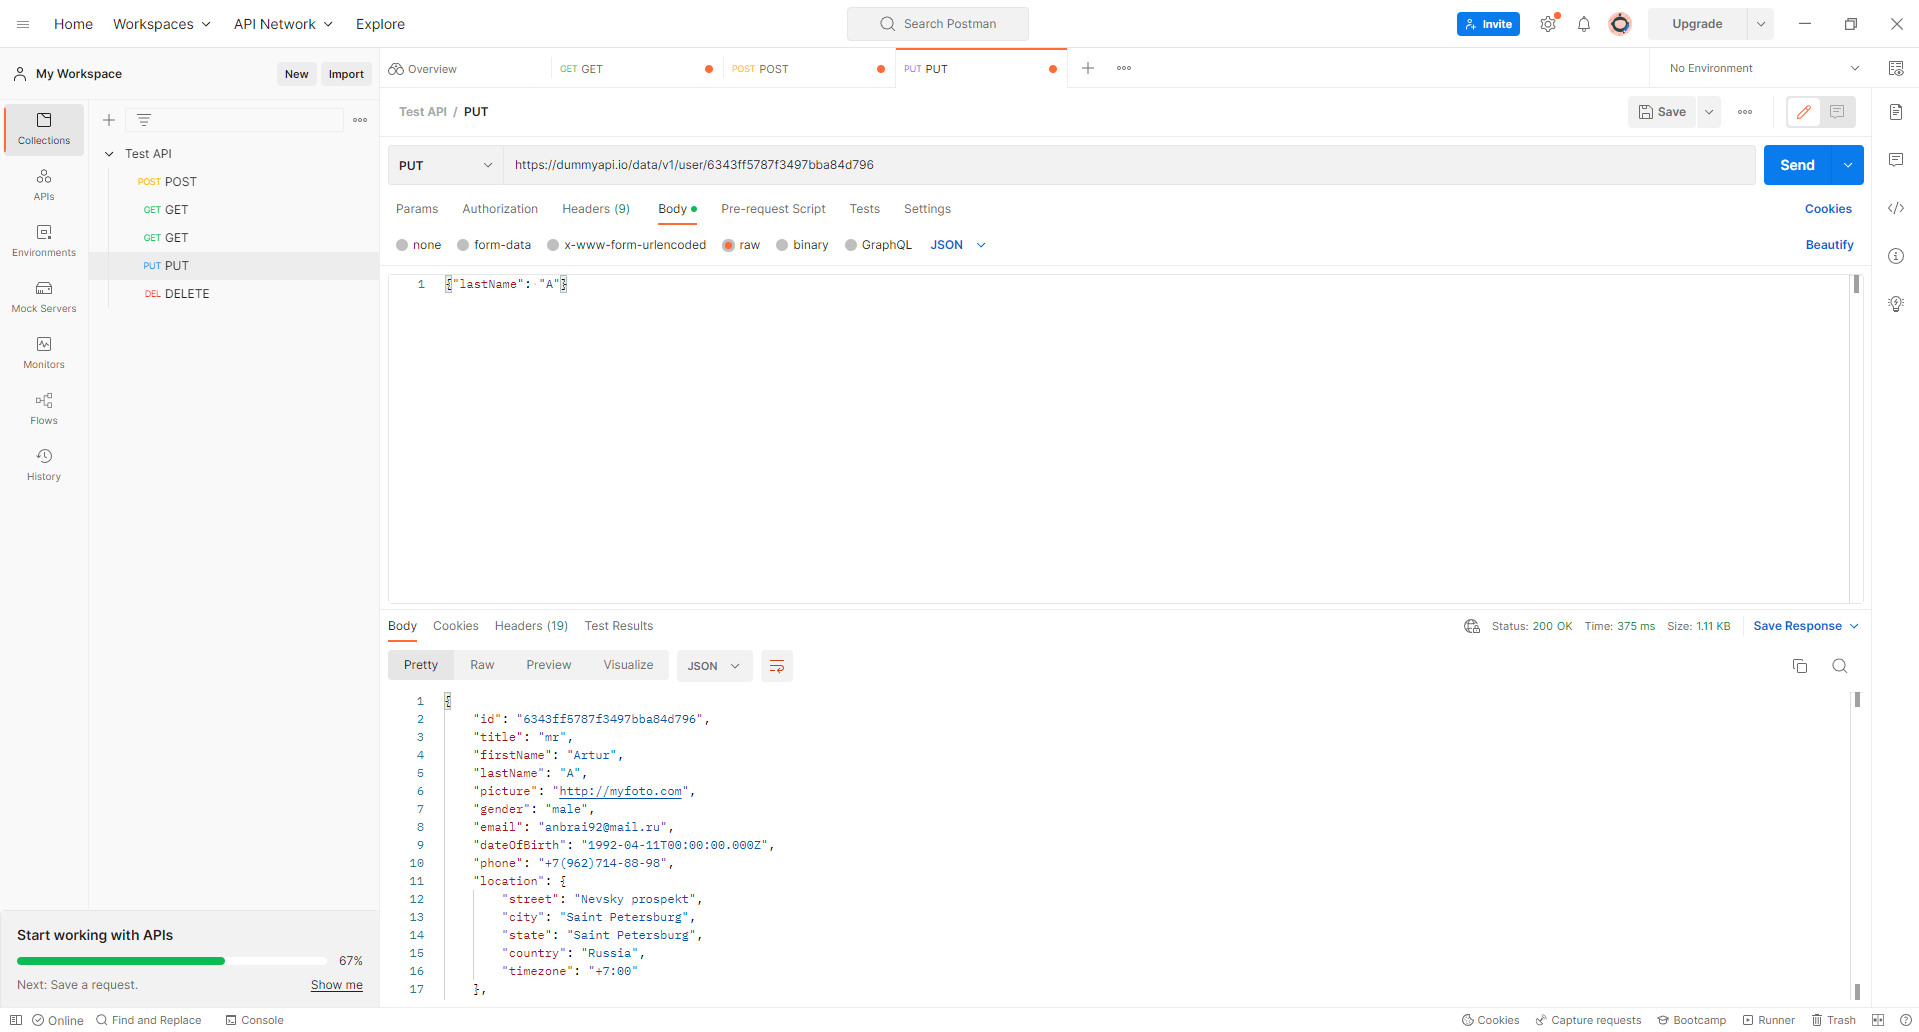 Home Workspaces API Network Explore Search Postman Invite Upgrade
My Workspace New Import Overview GET GET POST POST PUT PUT No Environment
Test API / PUT Save
Collections
APIs
Environments
Mock Servers
Monitors
Flows
History
Test API
POST POST
GET GET
GET GET
PUT PUT
DEL DELETE
PUT https://dummyapi.io/data/v1/user/6343ff5787f3497bba84d796 Send
Params Authorization Headers (9) Body Pre-request Script Tests Settings Cookies
none form-data x-www-form-urlencoded raw binary GraphQL JSON Beautify
1 {"lastName": "A"}
Body Cookies Headers (19) Test Results Status: 200 OK Time: 375 ms Size: 1.11 KB Save Response
Pretty Raw Preview Visualize JSON
1 {
2 "id": "6343ff5787f3497bba84d796",
3 "title": "mr",
4 "firstName": "Artur",
5 "lastName": "A",
6 "picture": "http://myfoto.com",
7 "gender": "male",
8 "email": "anbrai92@mail.ru",
9 "dateOfBirth": "1992-04-11T00:00:00.000Z",
10 "phone": "+7(962)714-88-98",
11 "location": {
12 "street": "Nevsky prospekt",
13 "city": "Saint Petersburg",
14 "state": "Saint Petersburg",
15 "country": "Russia",
16 "timezone": "+7:00"
17 },
Start working with APIs
67%
Next: Save a request. Show me
Online Find and Replace Console Cookies Capture requests Bootcamp Runner Trash